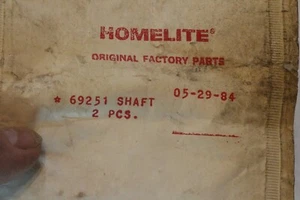 HOMELITE®
ORIGINAL FACTORY PARTS
* 69251 SHAFT 05-29-84
2 PCS.